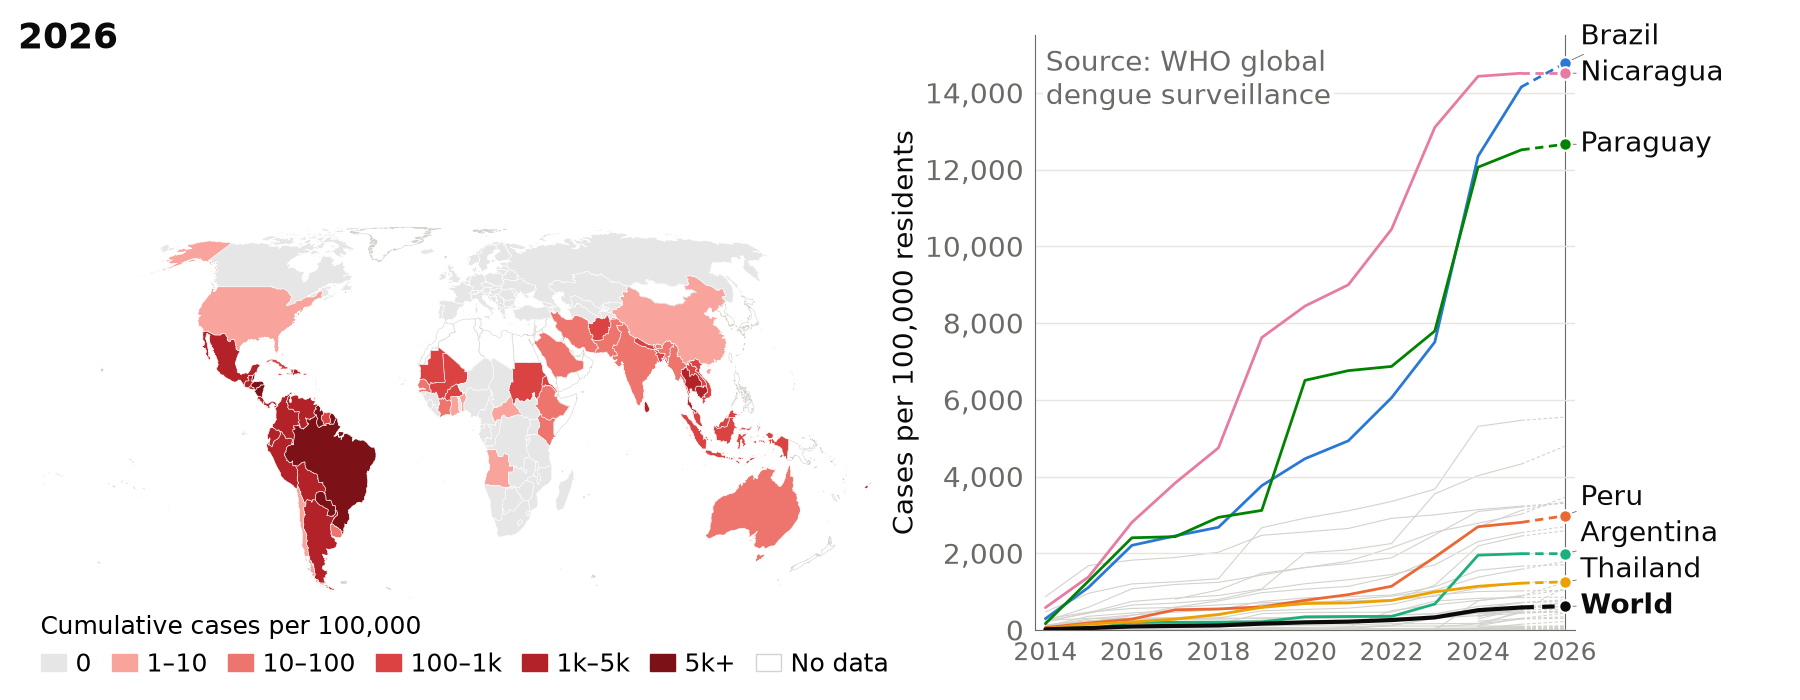 2026
Cumulative cases per 100,000
0
1–10
10–100
100–1k
1k–5k
5k+
No data
Cases per 100,000 residents
Source: WHO global
dengue surveillance
14,000
12,000
10,000
8,000
6,000
4,000
2,000
0
2014
2016
2018
2020
2022
2024
2026
Brazil
Nicaragua
Paraguay
Peru
Argentina
Thailand
World